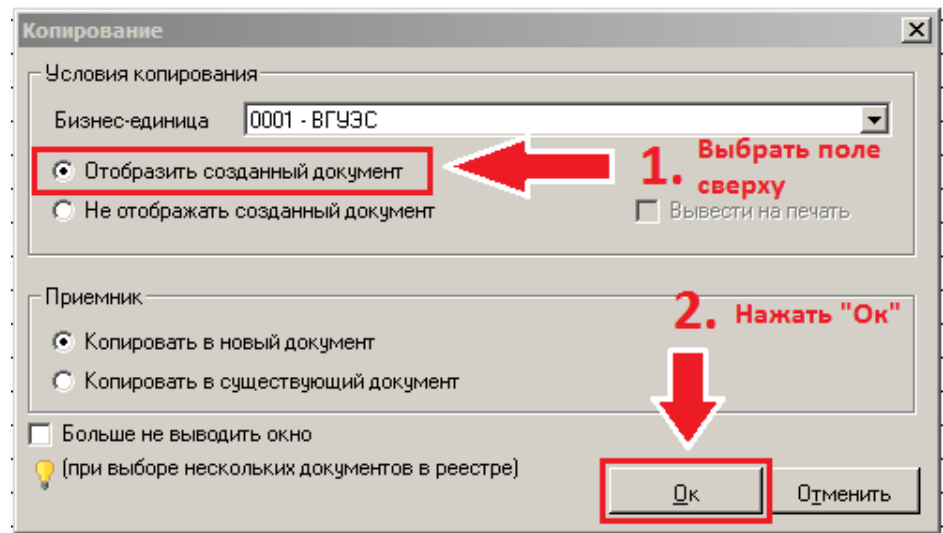 Копирование
Условия копирования
Бизнес-единица 0001 - ВГУЭС
Отобразить созданный документ
1. Выбрать поле
сверху
Не отображать созданный документ
Вывести на печать
Приемник
2. Нажать "Ок"
Копировать в новый документ
Копировать в существующий документ
Больше не выводить окно
(при выборе нескольких документов в реестре)
Ок
Отменить